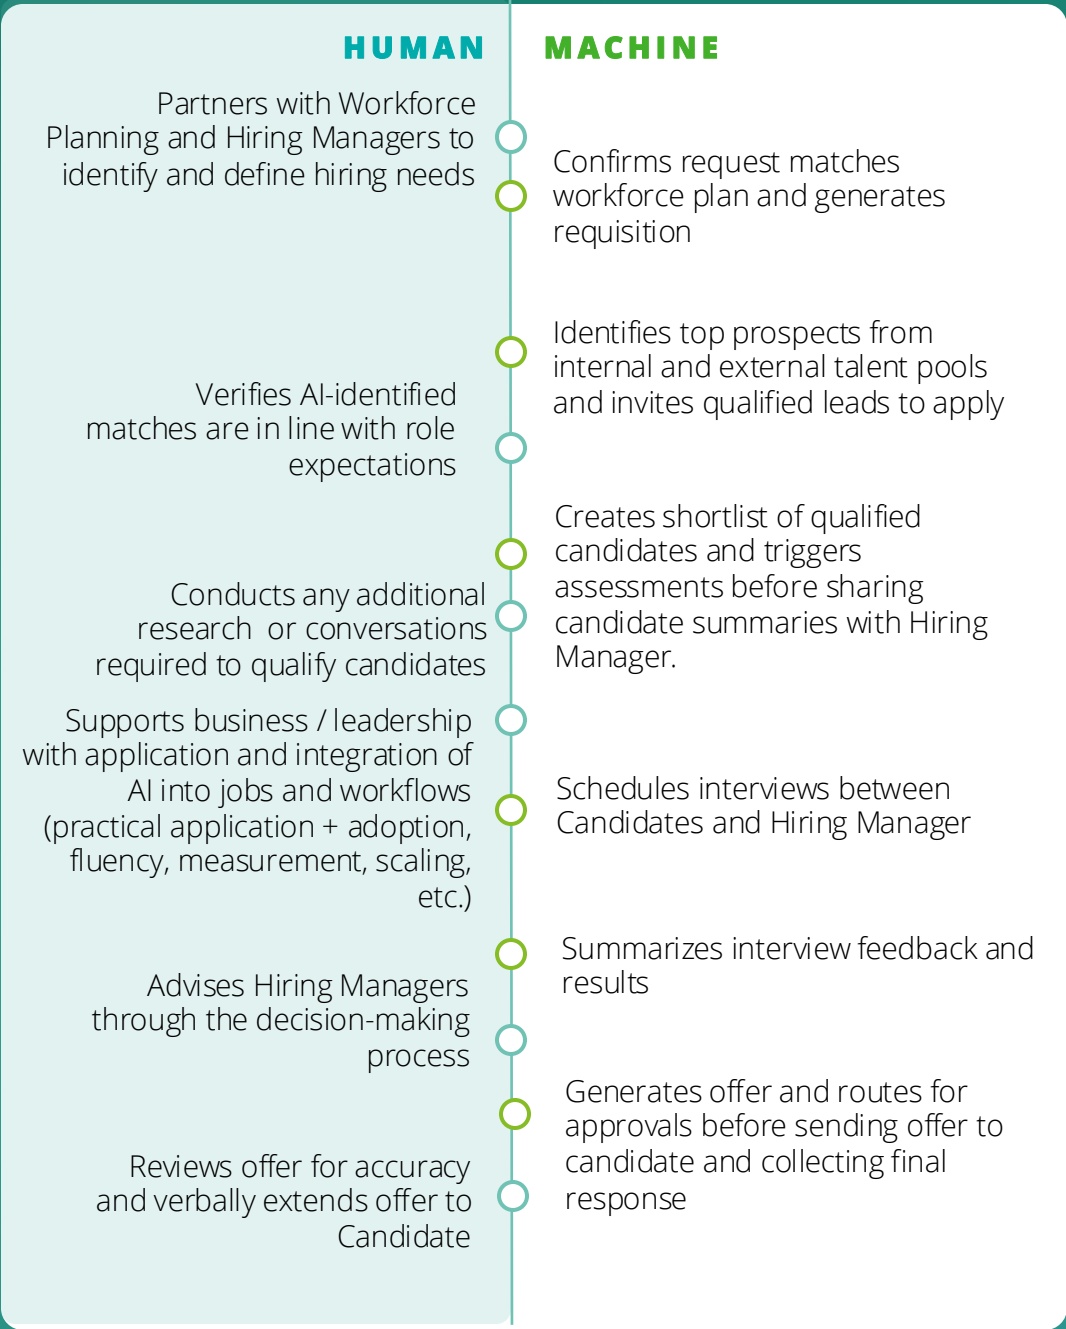 HUMAN
MACHINE
Partners with Workforce
Planning and Hiring Managers to
identify and define hiring needs
Confirms request matches
workforce plan and generates
requisition
Identifies top prospects from
internal and external talent pools
and invites qualified leads to apply
Verifies AI-identified
matches are in line with role
expectations
Creates shortlist of qualified
candidates and triggers
assessments before sharing
candidate summaries with Hiring
Manager.
Conducts any additional
research or conversations
required to qualify candidates
Supports business / leadership
with application and integration of
AI into jobs and workflows
(practical application + adoption,
fluency, measurement, scaling,
etc.)
Schedules interviews between
Candidates and Hiring Manager
Summarizes interview feedback and
results
Advises Hiring Managers
through the decision-making
process
Generates offer and routes for
approvals before sending offer to
candidate and collecting final
response
Reviews offer for accuracy
and verbally extends offer to
Candidate